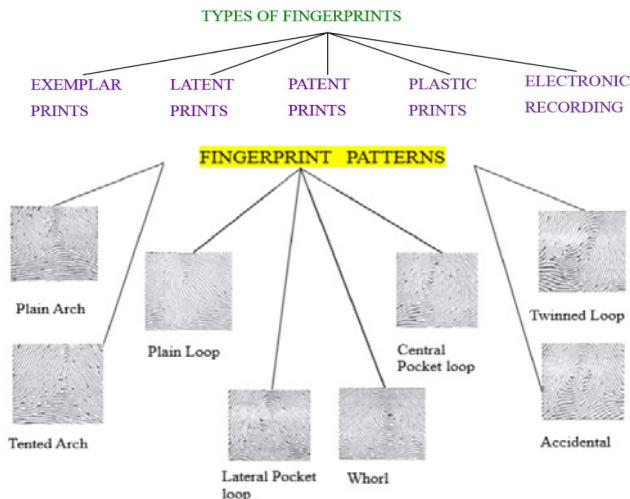 TYPES OF FINGERPRINTS
EXEMPLAR PRINTS
LATENT PRINTS
PATENT PRINTS
PLASTIC PRINTS
ELECTRONIC RECORDING
FINGERPRINT PATTERNS
Plain Arch
Plain Loop
Central
Pocket loop
Twinned Loop
Tented Arch
Lateral Pocket
loop
Whorl
Accidental